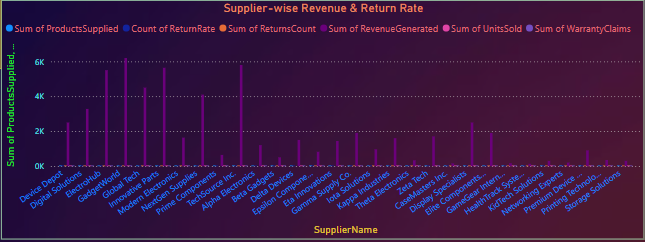 Supplier-wise Revenue & Return Rate
Sum of ProductsSupplied Count of ReturnRate Sum of ReturnsCount Sum of RevenueGenerated Sum of UnitsSold Sum of WarrantyClaims
Sum of ProductsSupplied,...
6K
4K
2K
0K
Device Depot
Digital Solutions
ElectroHub
GadgetWorld
Global Tech
Innovative Parts
Modern Electronics
NextGen Supplies
Prime Components
TechSource Inc.
Alpha Electronics
Beta Gadgets
Delta Devices
Epsilon Compone...
Eta Innovations
Gamma Supply Co.
Iota Solutions
Kappa Industries
Theta Electronics
Zeta Tech
CaseMasters Inc.
Display Specialists
Elite Components...
GameGear Intern...
HealthTrack Syste...
KidTech Solutions
Networking Experts
Premium Device ...
Printing Technolo...
Storage Solutions
SupplierName